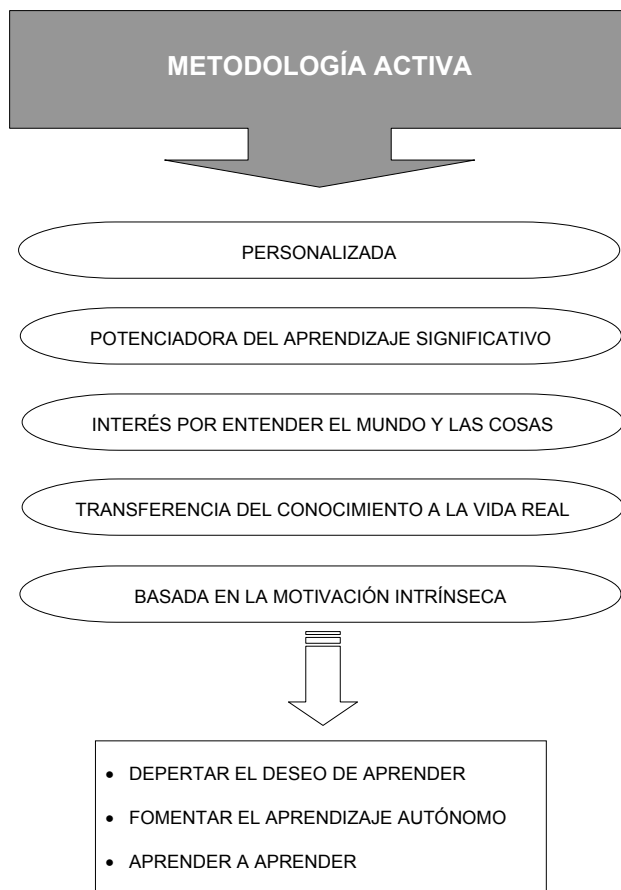 METODOLOGÍA ACTIVA
PERSONALIZADA
POTENCIADORA DEL APRENDIZAJE SIGNIFICATIVO
INTERÉS POR ENTENDER EL MUNDO Y LAS COSAS
TRANSFERENCIA DEL CONOCIMIENTO A LA VIDA REAL
BASADA EN LA MOTIVACIÓN INTRÍNSECA
• DEPERTAR EL DESEO DE APRENDER
• FOMENTAR EL APRENDIZAJE AUTÓNOMO
• APRENDER A APRENDER